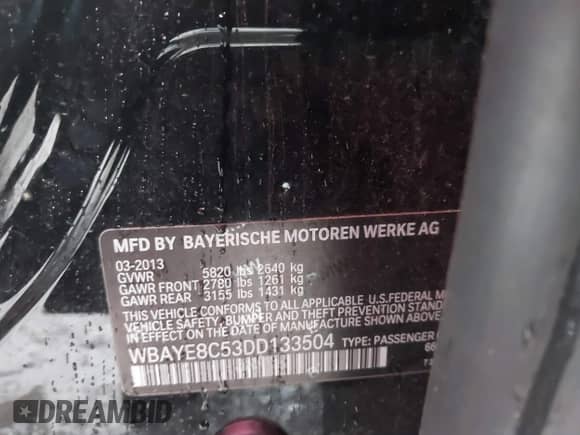 MFD BY BAYERISCHE MOTOREN WERKE AG
03-2013
GVWR 5820 lbs 2640 kg
GAWR FRONT 2780 lbs 1261 kg
GAWR REAR 3155 lbs 1431 kg
THIS VEHICLE CONFORMS TO ALL APPLICABLE U.S. FEDERAL M
VEHICLE SAFETY, BUMPER, AND THEFT PREVENTION STAN
IN EFFECT ON THE DATE OF MANUFACTURE SHOWN ABOVE
WBAYE8C53DD133504 TYPE: PASSENGER
DREAMBID